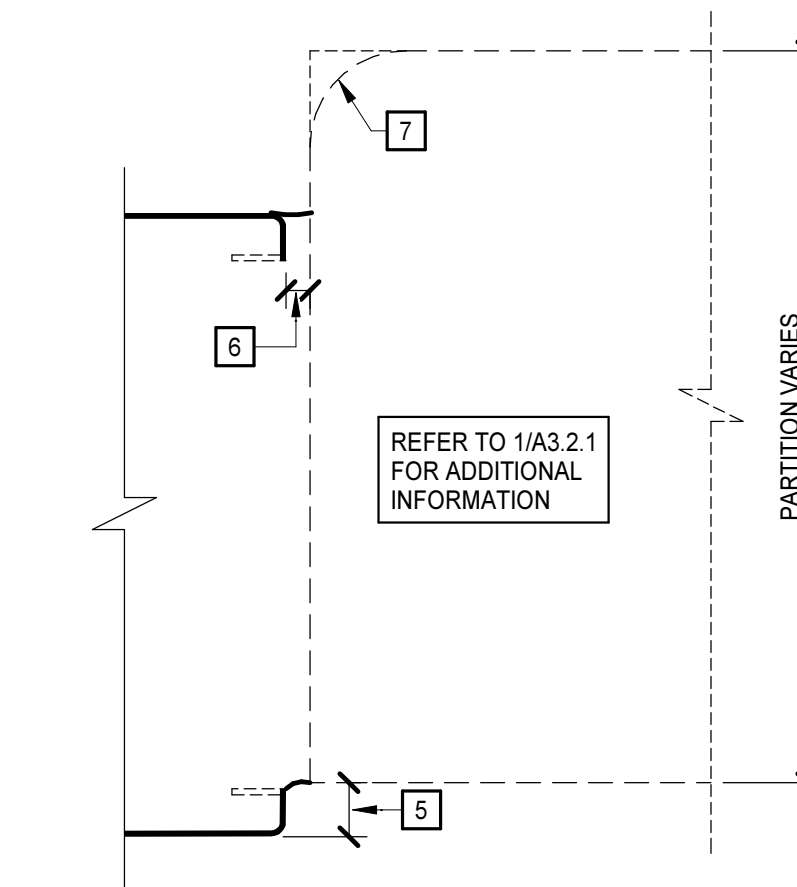 7
6
REFER TO 1/A3.2.1
FOR ADDITIONAL
INFORMATION
PARTITION VARIES
5